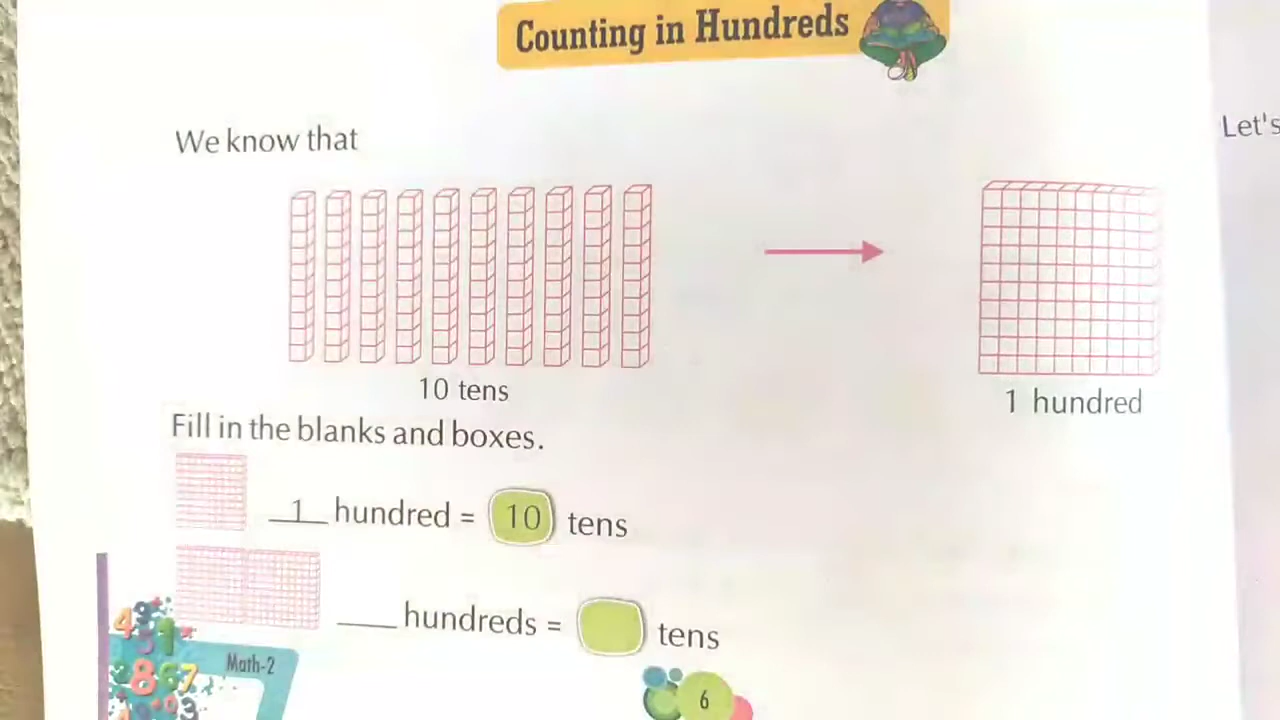 Counting in Hundreds
We know that
Let's
10 tens
1 hundred
Fill in the blanks and boxes.
1 hundred = 10 tens
___ hundreds = tens
Math-2
6